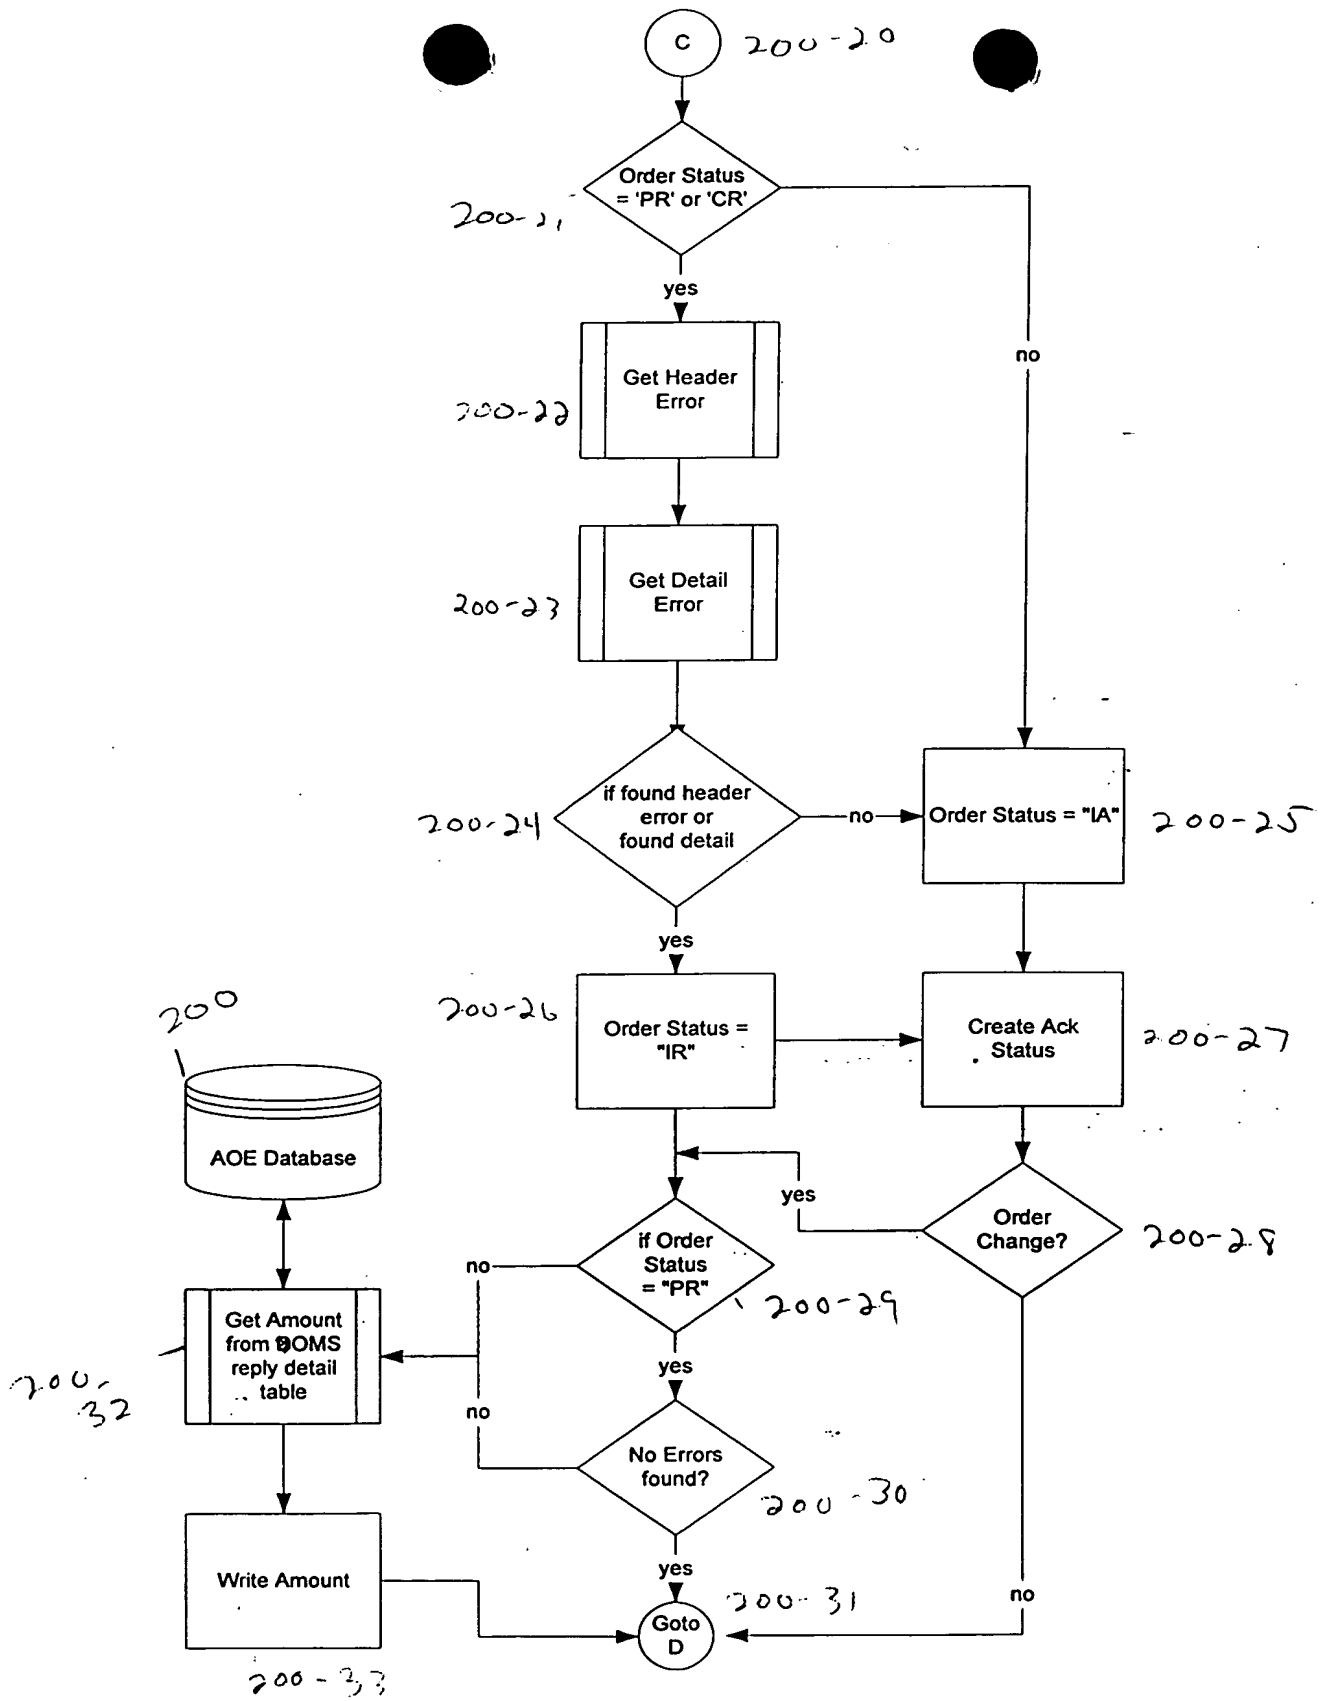 C
200-20
Order Status
= 'PR' or 'CR'
200-21
yes
no
Get Header
Error
200-22
Get Detail
Error
200-23
if found header
error or
found detail
200-24
no
Order Status = "IA"
200-25
yes
200-26
Order Status =
"IR"
Create Ack
Status
200-27
200
AOE Database
yes
Order
Change?
200-28
if Order
Status
= "PR"
no
200-29
Get Amount
from DOMS
reply detail
table
200-
32
yes
no
No Errors
found?
200-30
Write Amount
200-33
yes
no
200-31
Goto
D